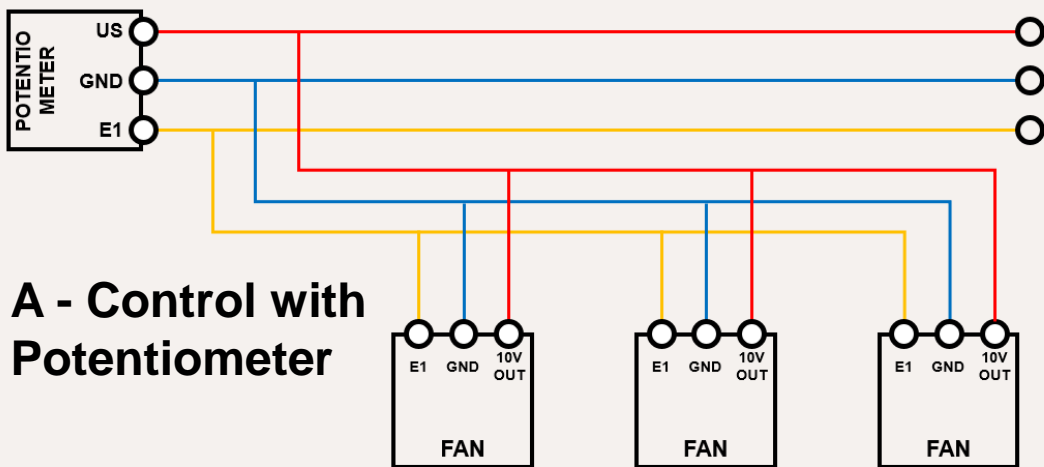 POTENTIO
METER
US
GND
E1
A - Control with
Potentiometer
E1 GND 10V
OUT
FAN
E1 GND 10V
OUT
FAN
E1 GND 10V
OUT
FAN